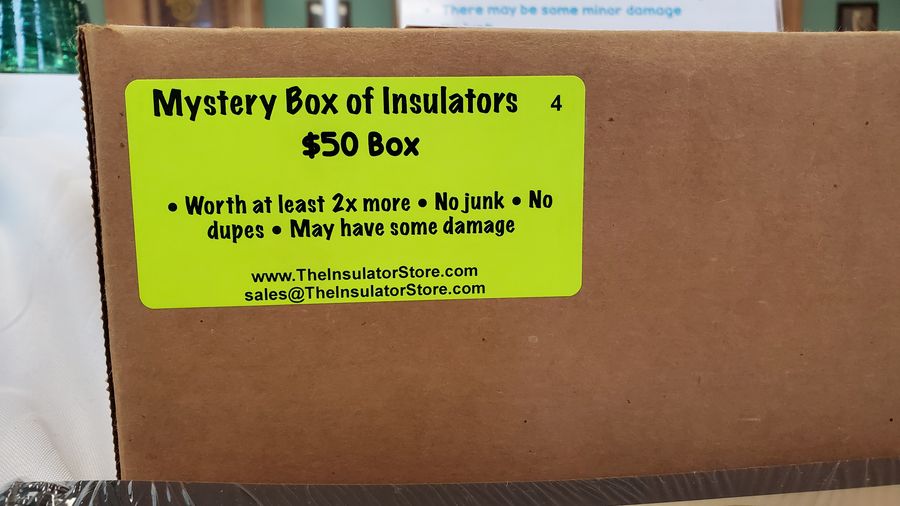 • There may be some minor damage
Mystery Box of Insulators 4
$50 Box
• Worth at least 2x more • No junk • No
dupes • May have some damage
www.TheInsulatorStore.com
sales@TheInsulatorStore.com